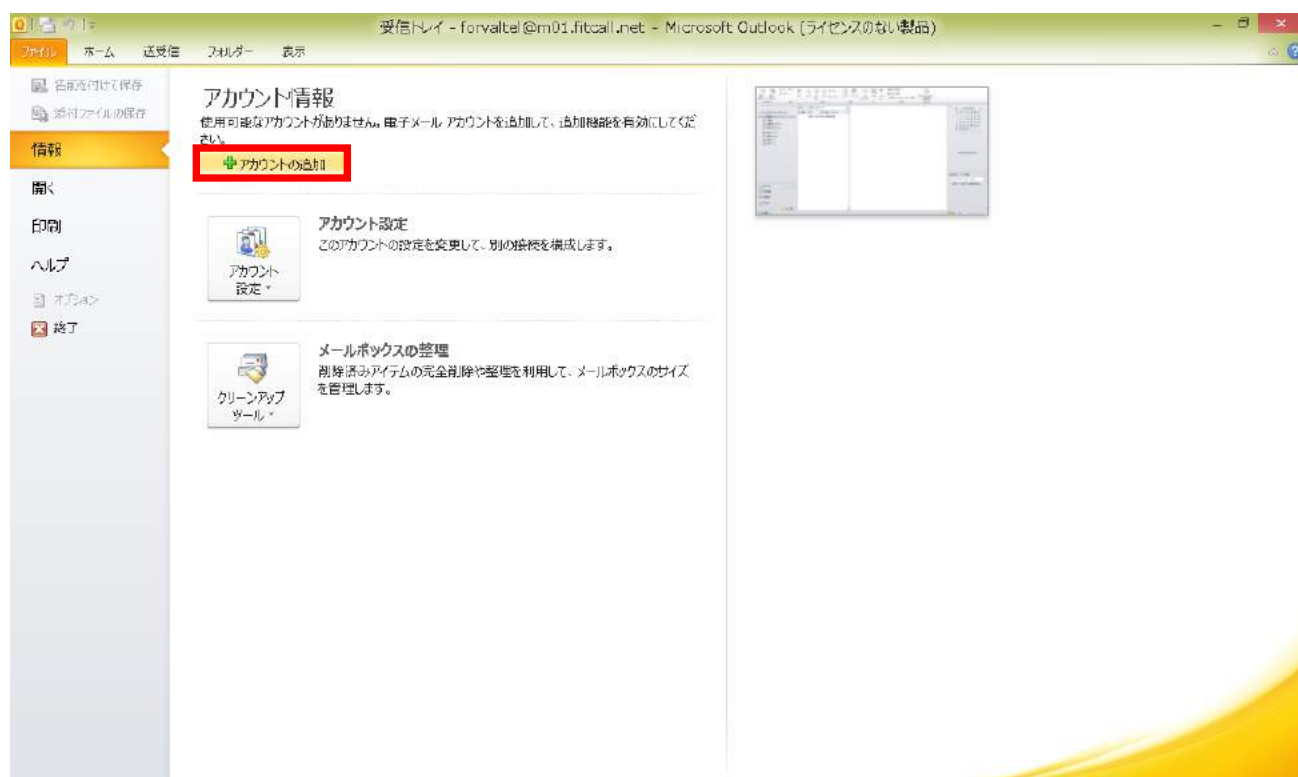 受信トレイ - forvaltel@m01.fitcall.net - Microsoft Outlook (ライセンスのない製品)
ファイル ホーム 送受信 フォルダー 表示
名前を付けて保存
添付ファイルの保存
情報
開く
印刷
ヘルプ
オプション
終了
アカウント情報
使用可能なアカウントがありません。電子メール アカウントを追加して、追加機能を有効にしてくだ
さい。
アカウントの追加
アカウント
設定
アカウント設定
このアカウントの設定を変更して、別の接続を構成します。
クリーンアップ
ツール
メールボックスの整理
削除済みアイテムの完全削除や整理を利用して、メールボックスのサイズ
を管理します。